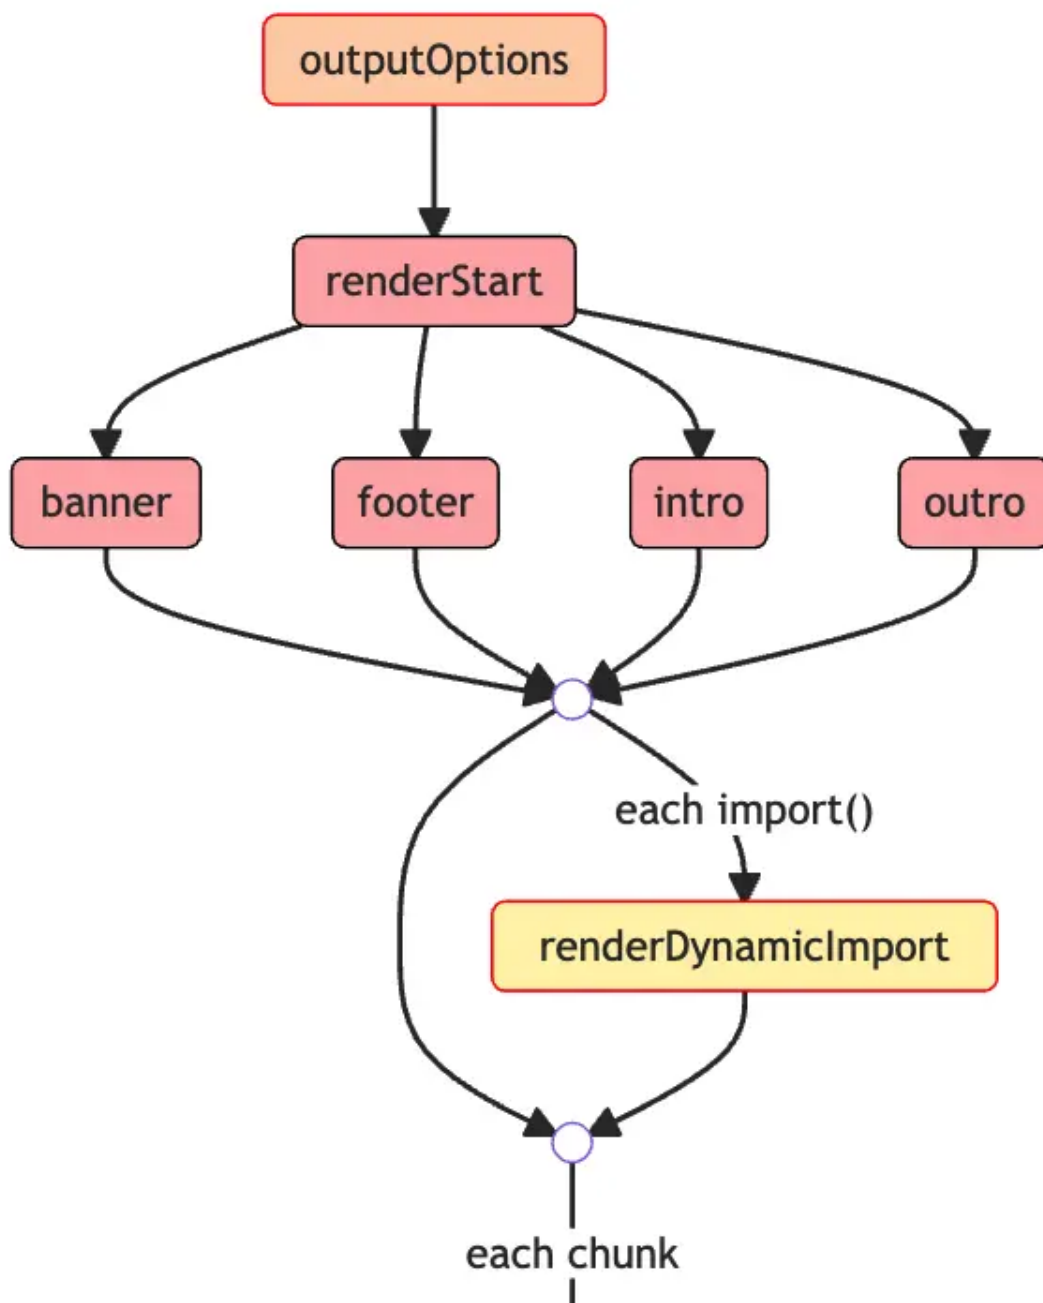 outputOptions
renderStart
banner
footer
intro
outro
each import()
renderDynamicImport
each chunk